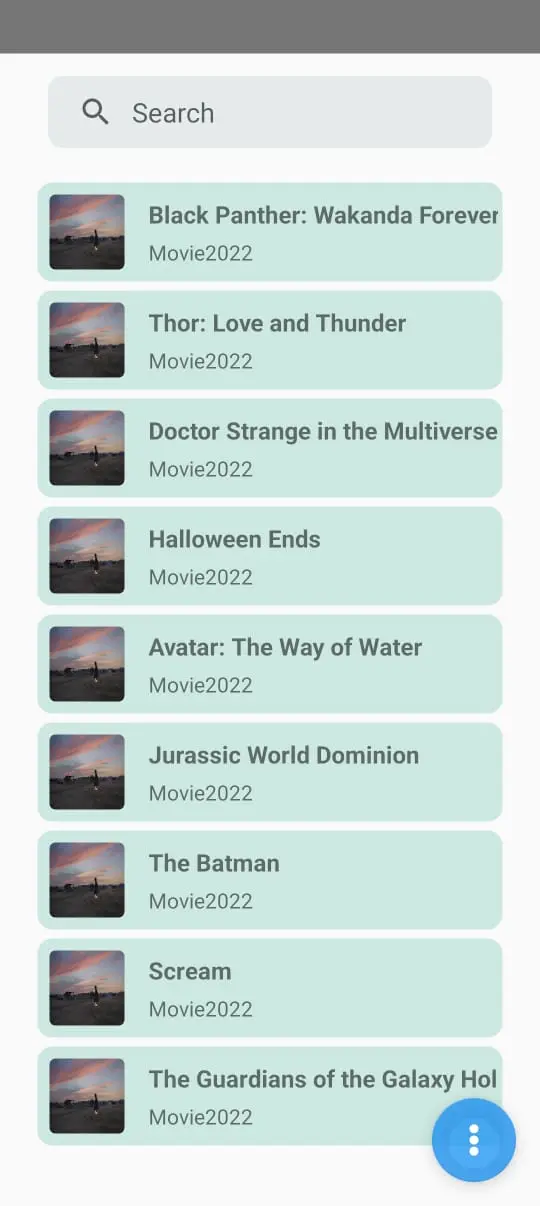 Search
Black Panther: Wakanda Forever
Movie2022
Thor: Love and Thunder
Movie2022
Doctor Strange in the Multiverse
Movie2022
Halloween Ends
Movie2022
Avatar: The Way of Water
Movie2022
Jurassic World Dominion
Movie2022
The Batman
Movie2022
Scream
Movie2022
The Guardians of the Galaxy Hol
Movie2022